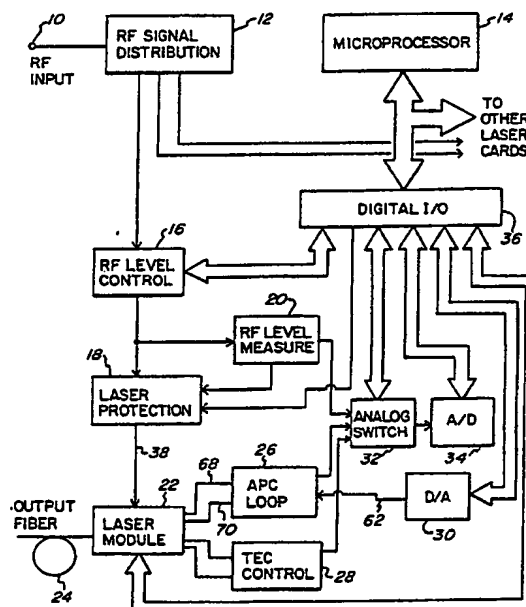 10
RF INPUT
RF SIGNAL DISTRIBUTION
12
MICROPROCESSOR
14
TO OTHER LASER CARDS
DIGITAL I/O
36
16
RF LEVEL CONTROL
20
RF LEVEL MEASURE
18
LASER PROTECTION
38
ANALOG SWITCH
32
A/D
34
26
APC LOOP
68
70
62
D/A
30
OUTPUT FIBER
24
22
LASER MODULE
TEC CONTROL
28